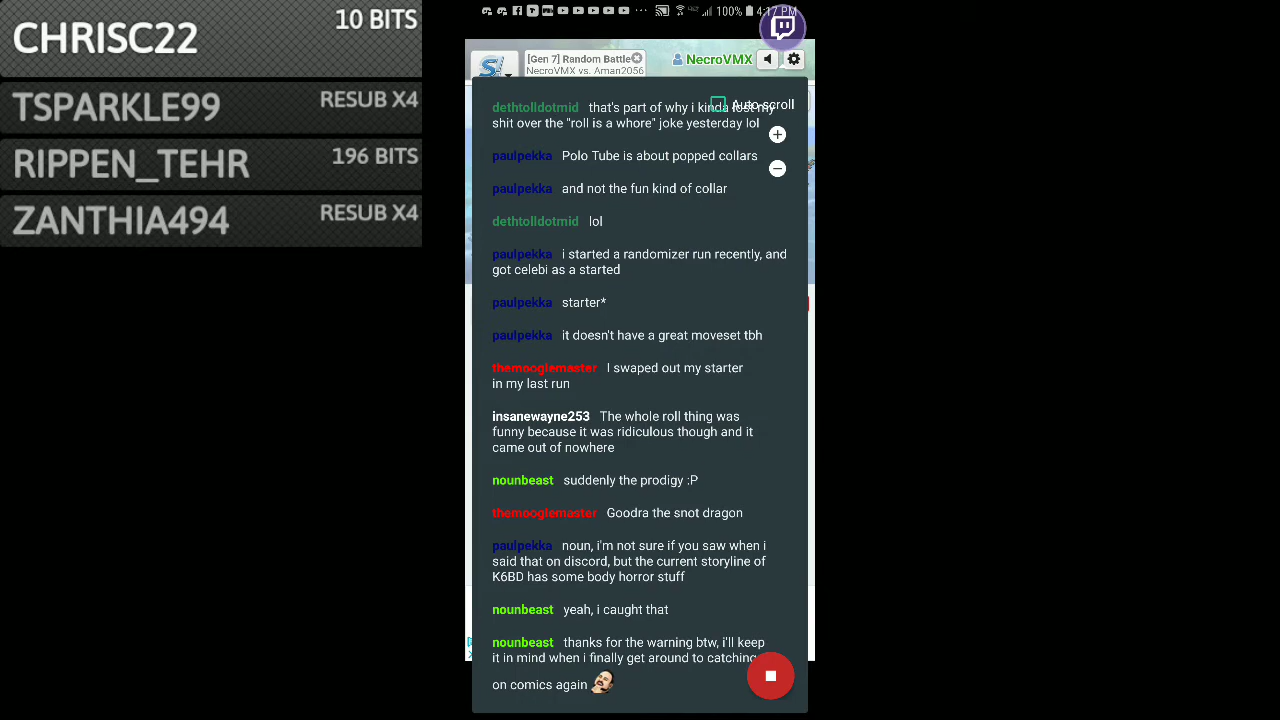 CHRISC22 10 BITS
TSPARKLE99 RESUB X4
RIPPEN_TEHR 196 BITS
ZANTHIA494 RESUB X4
100% 4:17 PM
[Gen 7] Random Battle
NecroVMX vs. Aman2056
NecroVMX
Auto-scroll
dethtolldotmid that's part of why i kinda lost my
shit over the "roll is a whore" joke yesterday lol
paulpekka Polo Tube is about popped collars
paulpekka and not the fun kind of collar
dethtolldotmid lol
paulpekka i started a randomizer run recently, and
got celebi as a started
paulpekka starter*
paulpekka it doesn't have a great moveset tbh
themooglemaster I swaped out my starter
in my last run
insanewayne253 The whole roll thing was
funny because it was ridiculous though and it
came out of nowhere
nounbeast suddenly the prodigy :P
themooglemaster Goodra the snot dragon
paulpekka noun, i'm not sure if you saw when i
said that on discord, but the current storyline of
K6BD has some body horror stuff
nounbeast yeah, i caught that
nounbeast thanks for the warning btw, i'll keep
it in mind when i finally get around to catching
on comics again